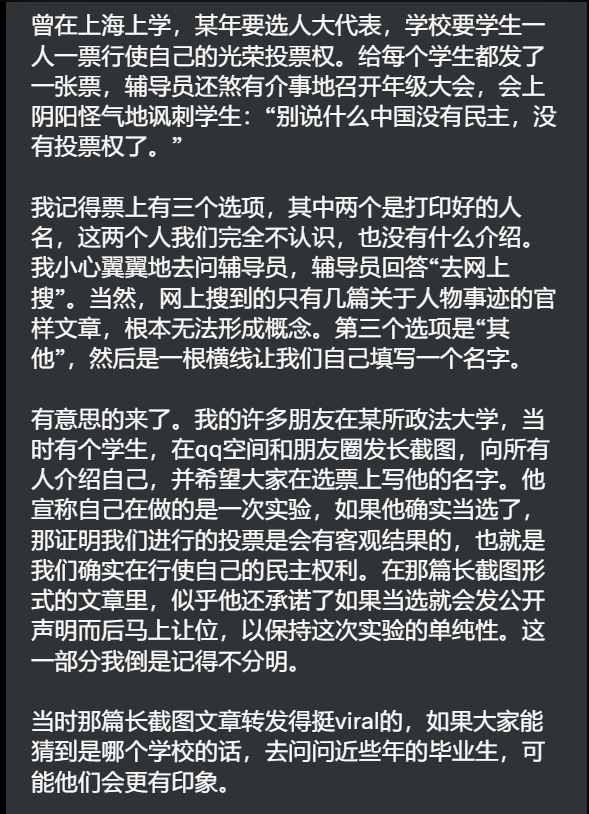 曾在上海上学，某年要选人大代表，学校要学生一
人一票行使自己的光荣投票权。给每个学生都发了
一张票，辅导员还煞有介事地召开年级大会，会上
阴阳怪气地讽刺学生：“别说什么中国没有民主，没
有投票权了。”
我记得票上有三个选项，其中两个是打印好的人
名，这两个人我们完全不认识，也没有什么介绍。
我小心翼翼地去问辅导员，辅导员回答“去网上
搜”。当然，网上搜到的只有几篇关于人物事迹的官
样文章，根本无法形成概念。第三个选项是“其
他”，然后是一根横线让我们自己填写一个名字。
有意思的来了。我的许多朋友在某所政法大学，当
时有个学生，在qq空间和朋友圈发长截图，向所有
人介绍自己，并希望大家在选票上写他的名字。他
宣称自己在做的是一次实验，如果他确实当选了，
那证明我们进行的投票是会有客观结果的，也就是
我们确实在行使自己的民主权利。在那篇长截图形
式的文章里，似乎他还承诺了如果当选就会发公开
声明而后马上让位，以保持这次实验的单纯性。这
一部分我倒是记得不分明。
当时那篇长截图文章转发得挺viral的，如果大家能
猜到是哪个学校的话，去问问近些年的毕业生，可
能他们会更有印象。